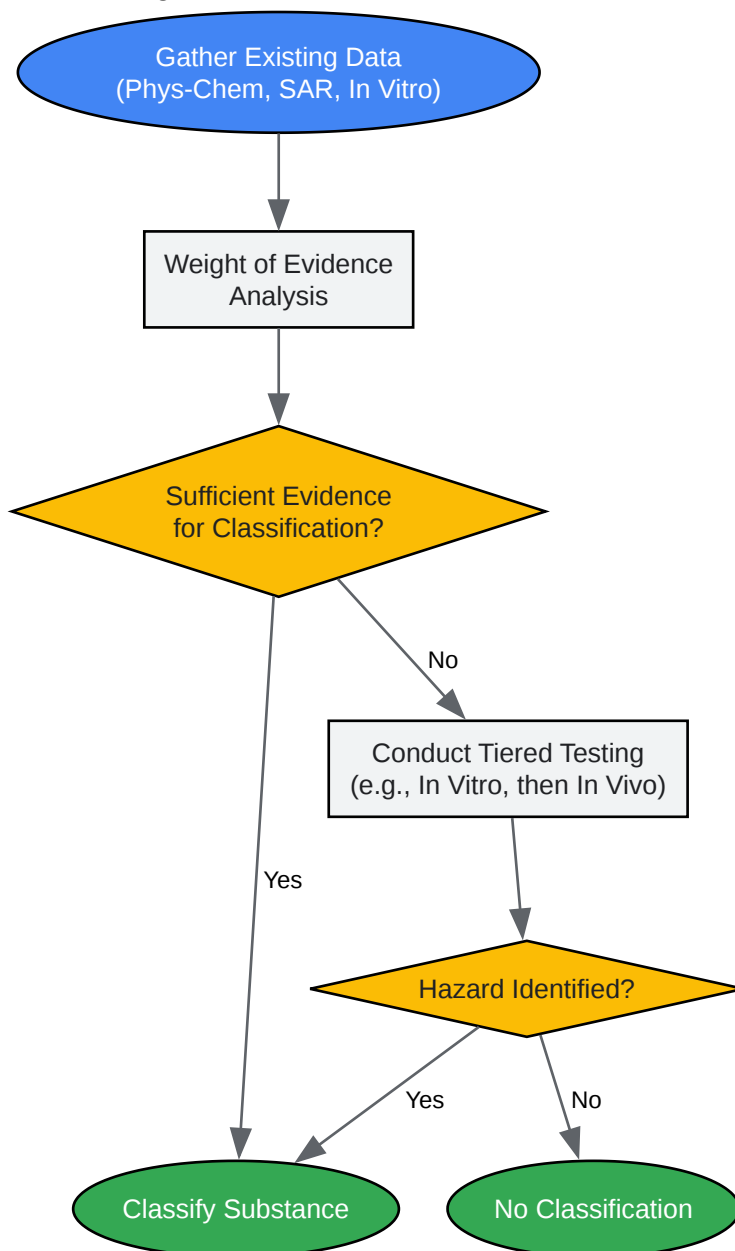 Gather Existing Data
(Phys-Chem, SAR, In Vitro)
Weight of Evidence
Analysis
Sufficient Evidence
for Classification?
No
Conduct Tiered Testing
(e.g., In Vitro, then In Vivo)
Yes
Hazard Identified?
Yes
No
Classify Substance
No Classification